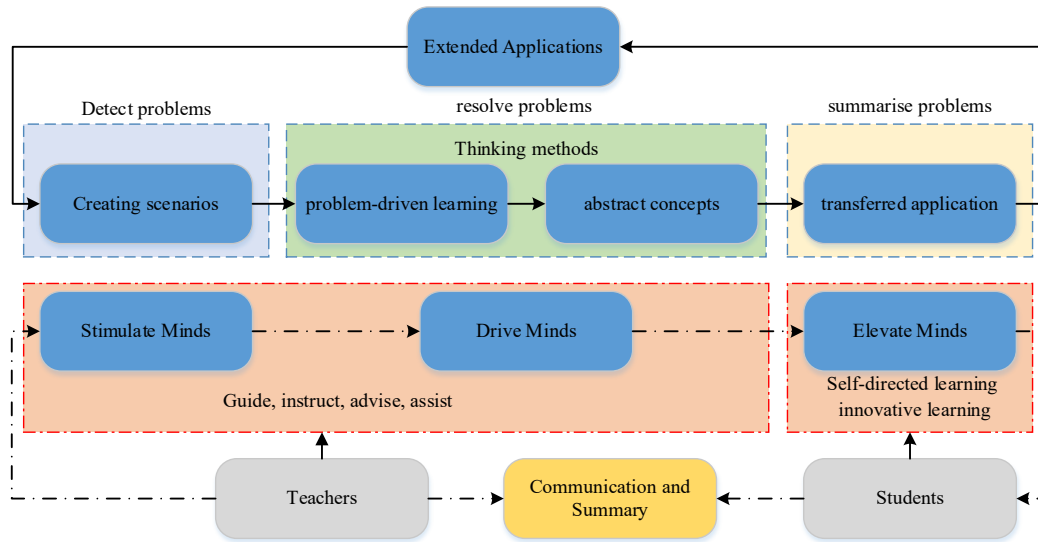 Extended Applications
Detect problems
resolve problems
summarise problems
Thinking methods
Creating scenarios
problem-driven learning
abstract concepts
transferred application
Stimulate Minds
Drive Minds
Elevate Minds
Guide, instruct, advise, assist
Self-directed learning
innovative learning
Teachers
Communication and
Summary
Students